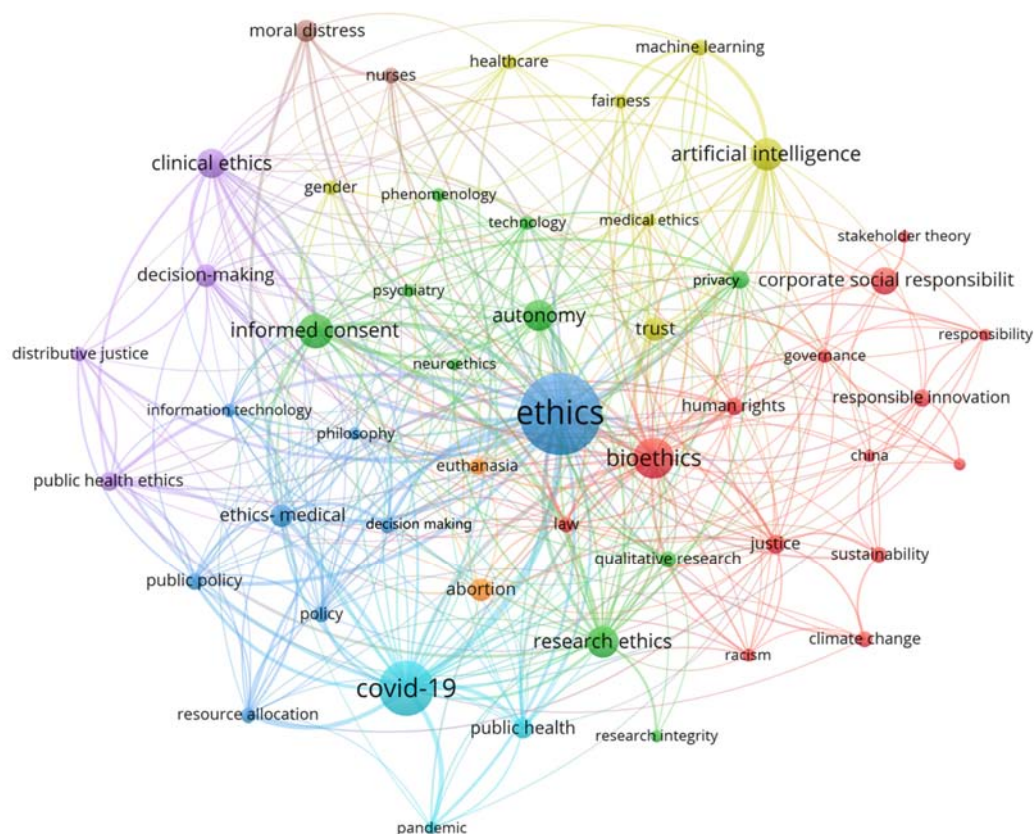 moral distress
machine learning
healthcare
nurses
fairness
artificial intelligence
clinical ethics
gender
phenomenology
technology
medical ethics
stakeholder theory
decision-making
privacy
corporate social responsibilit
psychiatry
autonomy
informed consent
trust
responsibility
distributive justice
governance
neuroethics
responsible innovation
information technology
ethics
human rights
philosophy
bioethics
china
euthanasia
public health ethics
ethics- medical
decision making
law
justice
sustainability
qualitative research
public policy
abortion
policy
research ethics
climate change
racism
covid-19
resource allocation
public health
research integrity
pandemic